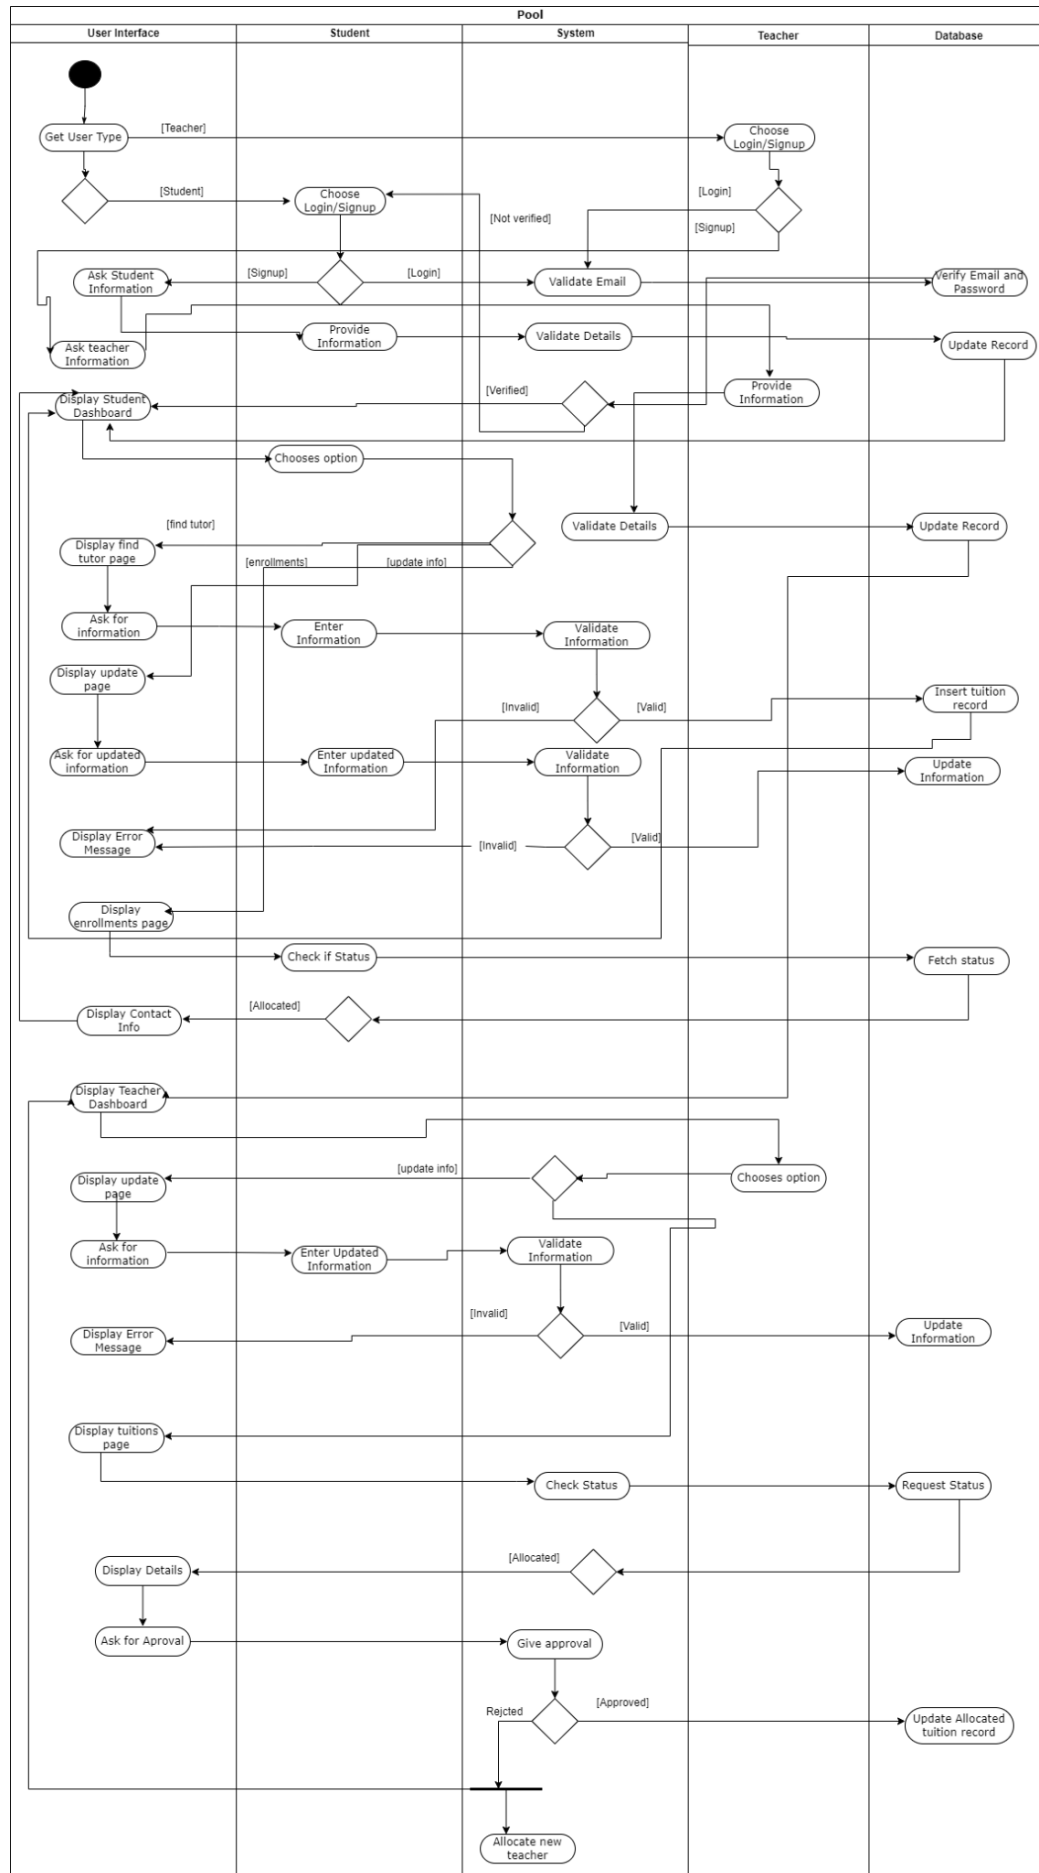 Pool
User Interface
Student
System
Teacher
Database
Get User Type
[Teacher]
Choose
Login/Signup
[Student]
Choose
Login/Signup
[Not verified]
[Login]
[Signup]
Ask Student
Information
[Signup]
[Login]
Validate Email
Verify Email and
Password
Ask teacher
Information
Provide
Information
Validate Details
Update Record
Display Student
Dashboard
[Verified]
Provide
Information
Chooses option
[find tutor]
Display find
tutor page
[enrollments]
[update info]
Validate Details
Update Record
Ask for
information
Enter
Information
Validate
Information
Display update
page
[Invalid]
[Valid]
Insert tuition
record
Ask for updated
information
Enter updated
Information
Validate
Information
Update
Information
Display Error
Message
[Invalid]
[Valid]
Display
enrollments page
Check if Status
Fetch status
Display Contact
Info
[Allocated]
Display Teacher
Dashboard
Display update
page
[update info]
Chooses option
Ask for
information
Enter Updated
Information
Validate
Information
Display Error
Message
[Invalid]
[Valid]
Update
Information
Display tuitions
page
Check Status
Request Status
Display Details
[Allocated]
Ask for Aproval
Give approval
Rejcted
[Approved]
Update Allocated
tuition record
Allocate new
teacher